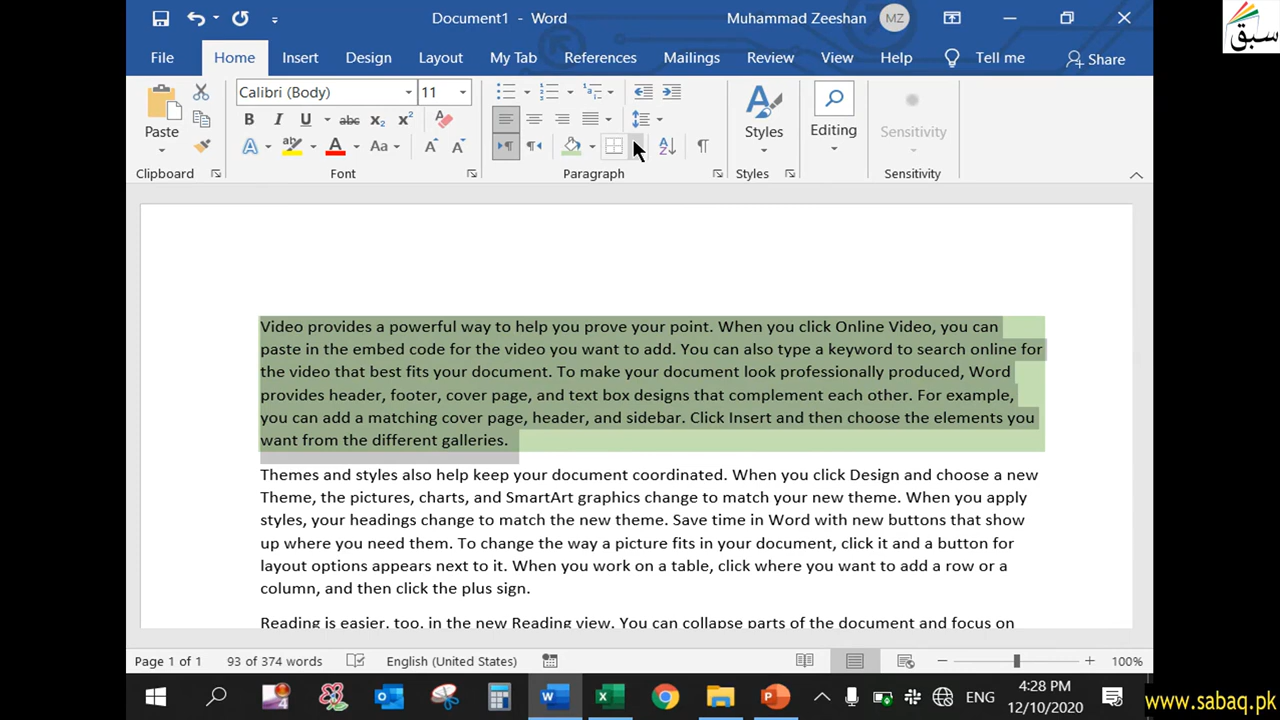 Document1 - Word
Muhammad Zeeshan
MZ
سبق
File
Home
Insert
Design
Layout
My Tab
References
Mailings
Review
View
Help
Tell me
Share
Calibri (Body)
11
Paste
Styles
Editing
Sensitivity
Clipboard
Font
Paragraph
Styles
Sensitivity
Video provides a powerful way to help you prove your point. When you click Online Video, you can
paste in the embed code for the video you want to add. You can also type a keyword to search online for
the video that best fits your document. To make your document look professionally produced, Word
provides header, footer, cover page, and text box designs that complement each other. For example,
you can add a matching cover page, header, and sidebar. Click Insert and then choose the elements you
want from the different galleries.
Themes and styles also help keep your document coordinated. When you click Design and choose a new
Theme, the pictures, charts, and SmartArt graphics change to match your new theme. When you apply
styles, your headings change to match the new theme. Save time in Word with new buttons that show
up where you need them. To change the way a picture fits in your document, click it and a button for
layout options appears next to it. When you work on a table, click where you want to add a row or a
column, and then click the plus sign.
Reading is easier, too, in the new Reading view. You can collapse parts of the document and focus on
Page 1 of 1
93 of 374 words
English (United States)
100%
ENG
4:28 PM
12/10/2020
www.sabaq.pk